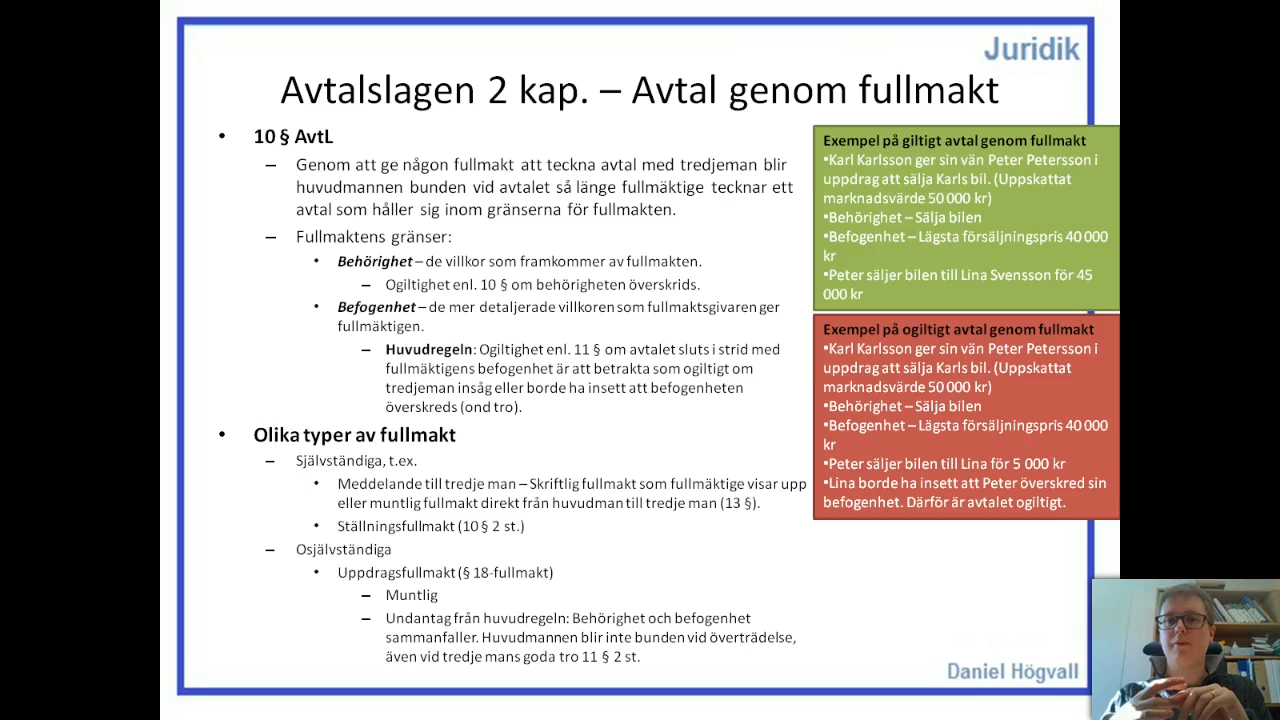 Juridik
Avtalslagen 2 kap. – Avtal genom fullmakt
• 10 § AvtL
– Genom att ge någon fullmakt att teckna avtal med tredjeman blir
huvudmannen bunden vid avtalet så länge fullmäktige tecknar ett
avtal som håller sig inom gränserna för fullmakten.
– Fullmaktens gränser:
• Behörighet – de villkor som framkommer av fullmakten.
– Ogiltighet enl. 10 § om behörigheten överskrids.
• Befogenhet – de mer detaljerade villkoren som fullmaktsgivaren ger
fullmäktigen.
– Huvudregeln: Ogiltighet enl. 11 § om avtalet sluts i strid med
fullmäktigens befogenhet är att betrakta som ogiltigt om
tredjeman insåg eller borde ha insett att befogenheten
överskreds (ond tro).
• Olika typer av fullmakt
– Självständiga, t.ex.
• Meddelande till tredje man – Skriftlig fullmakt som fullmäktige visar upp
eller muntlig fullmakt direkt från huvudman till tredje man (13 §).
• Ställningsfullmakt (10 § 2 st.)
– Osjälvständiga
• Uppdragsfullmakt (§ 18-fullmakt)
– Muntlig
– Undantag från huvudregeln: Behörighet och befogenhet
sammanfaller. Huvudmannen blir inte bunden vid överträdelse,
även vid tredje mans goda tro 11 § 2 st.
Exempel på giltigt avtal genom fullmakt
•Karl Karlsson ger sin vän Peter Petersson i
uppdrag att sälja Karls bil. (Uppskattat
marknadsvärde 50 000 kr)
•Behörighet – Sälja bilen
•Befogenhet – Lägsta försäljningspris 40 000
kr
•Peter säljer bilen till Lina Svensson för 45
000 kr
Exempel på ogiltigt avtal genom fullmakt
•Karl Karlsson ger sin vän Peter Petersson i
uppdrag att sälja Karls bil. (Uppskattat
marknadsvärde 50 000 kr)
•Behörighet – Sälja bilen
•Befogenhet – Lägsta försäljningspris 40 000
kr
•Peter säljer bilen till Lina för 5 000 kr
•Lina borde ha insett att Peter överskred sin
befogenhet. Därför är avtalet ogiltigt.
Daniel Högvall